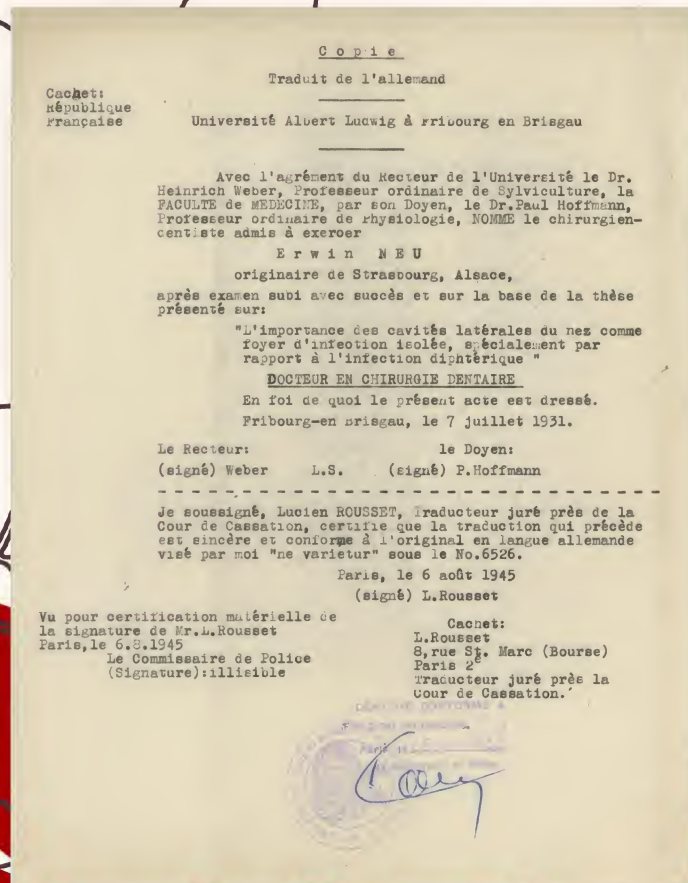 Copie
Traduit de l'allemand
Cachet:
République
Française
Université Albert Ludwig à Fribourg en Brisgau
Avec l'agrément du Recteur de l'Université le Dr.
Heinrich Weber, Professeur ordinaire de Sylviculture, la
FACULTE de MEDECINE, par son Doyen, le Dr.Paul Hoffmann,
Professeur ordinaire de Physiologie, NOMME le chirurgien-
dentiste admis à exercer
Erwin NEU
originaire de Strasbourg, Alsace,
après examen subi avec succès et sur la base de la thèse
présenté sur:
"L'importance des cavités latérales du nez comme
foyer d'infection isolée, spécialement par
rapport à l'infection diphtérique "
DOCTEUR EN CHIRURGIE DENTAIRE
En foi de quoi le présent acte est dressé.
Fribourg-en Brisgau, le 7 juillet 1931.
Le Recteur: le Doyen:
(signé) Weber L.S. (signé) P.Hoffmann
Je soussigné, Lucien ROUSSET, Traducteur juré près de la
Cour de Cassation, certifie que la traduction qui précède
est sincère et conforme à l'original en langue allemande
visé par moi "ne varietur" sous le No.6526.
Paris, le 6 août 1945
(signé) L.Rousset
Vu pour certification matérielle de
la signature de Mr.L.Rousset
Paris,le 6.8.1945
Le Commissaire de Police
(Signature):illisible
Cachet:
L.Rousset
8,rue St. Marc (Bourse)
Paris 2e
Traducteur juré près la
Cour de Cassation.